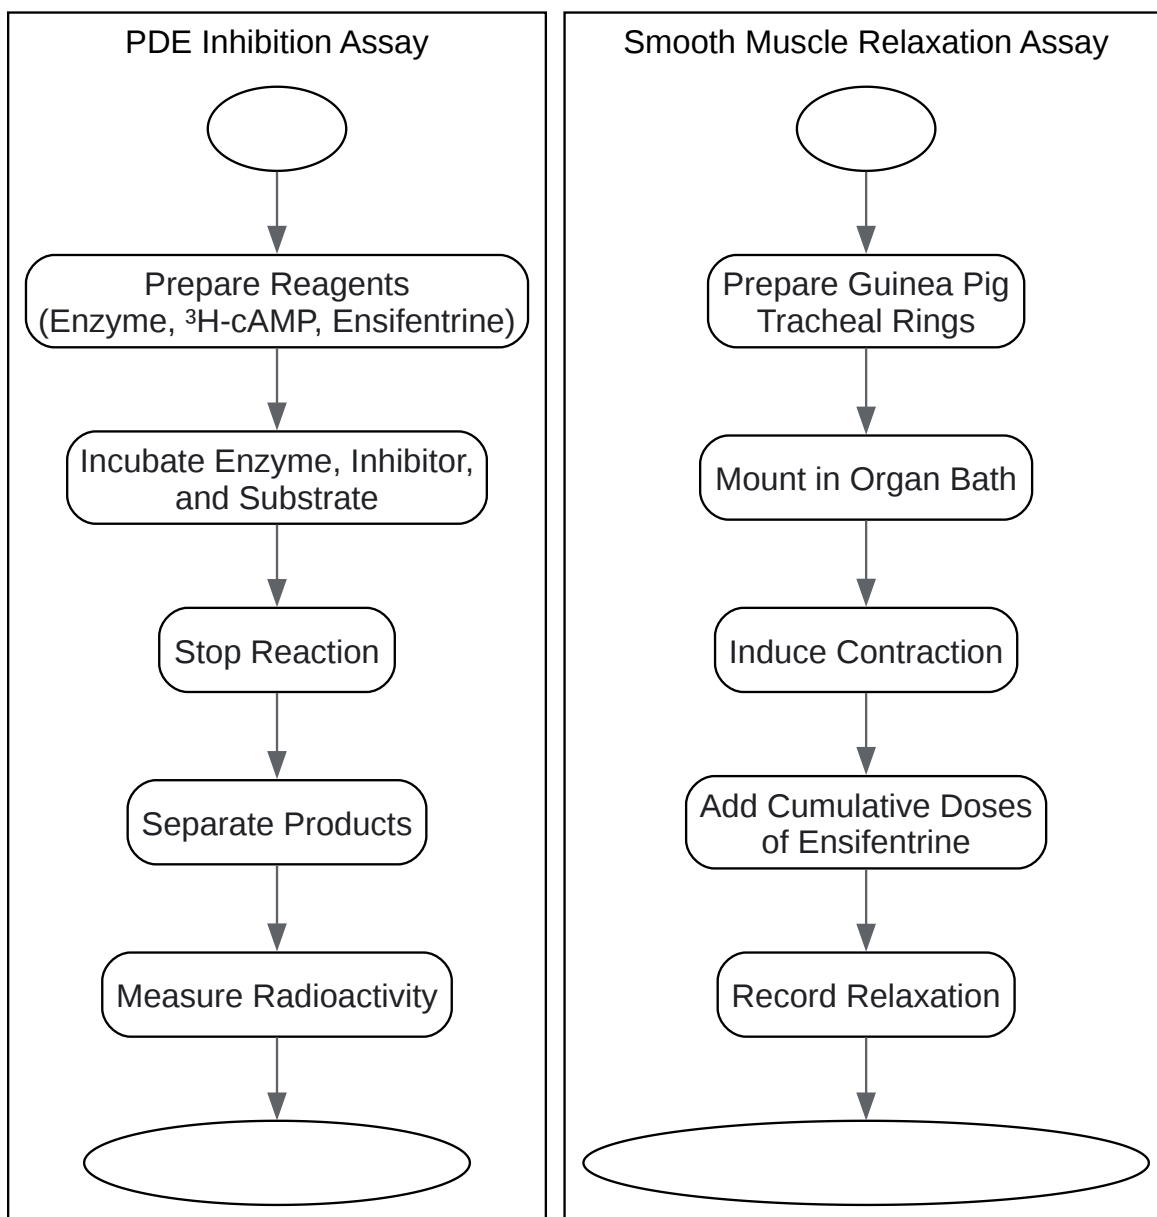 PDE Inhibition Assay
Prepare Reagents
(Enzyme, ³H-cAMP, Ensifentrine)
Incubate Enzyme, Inhibitor,
and Substrate
Stop Reaction
Separate Products
Measure Radioactivity
Smooth Muscle Relaxation Assay
Prepare Guinea Pig
Tracheal Rings
Mount in Organ Bath
Induce Contraction
Add Cumulative Doses
of Ensifentrine
Record Relaxation